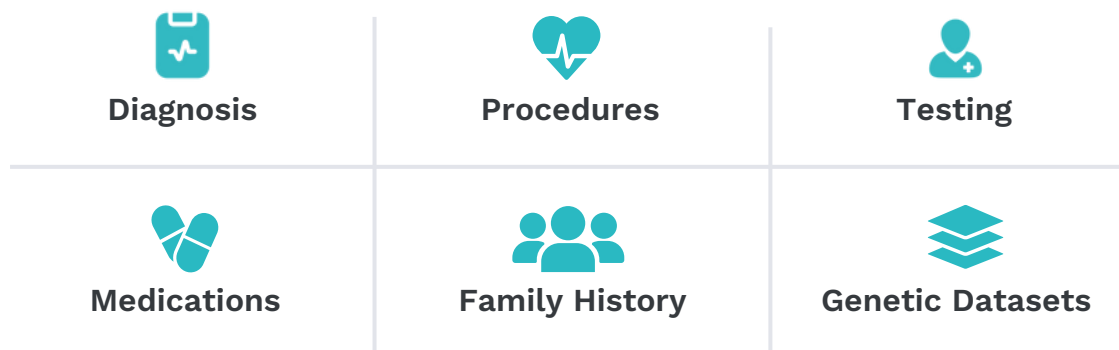 Diagnosis
Procedures
Testing
Medications
Family History
Genetic Datasets